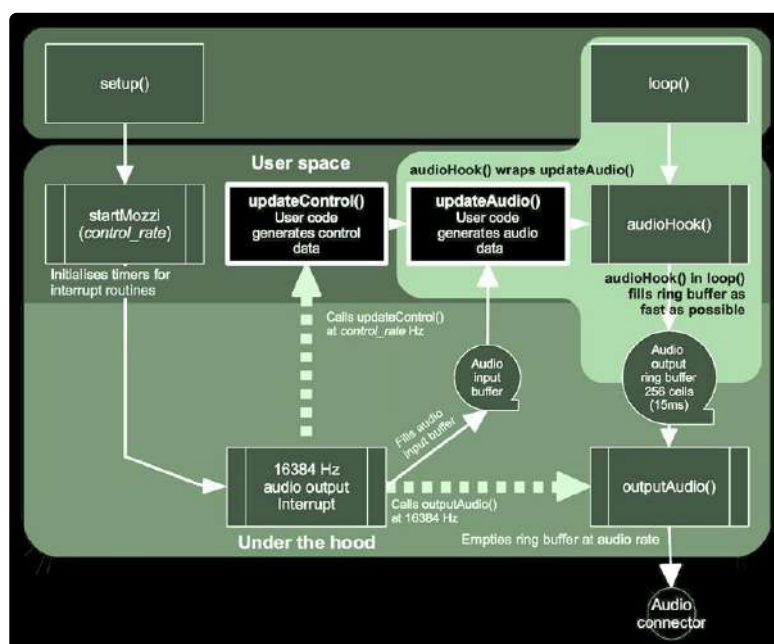 setup()
loop()
User space
audioHook() wraps updateAudio()
startMozzi
(control_rate)
updateControl()
User code
generates control
data
updateAudio()
User code
generates audio
data
audioHook()
Initialises timers for
interrupt routines
audioHook() in loop()
fills ring buffer as
fast as possible
Calls updateControl()
at control_rate Hz
Audio
input
buffer
Audio
output
ring buffer
256 cells
(15ms)
Fills audio
input buffer
16384 Hz
audio output
Interrupt
Calls outputAudio()
at 16384 Hz
outputAudio()
Under the hood
Empties ring buffer at audio rate
Audio
connector